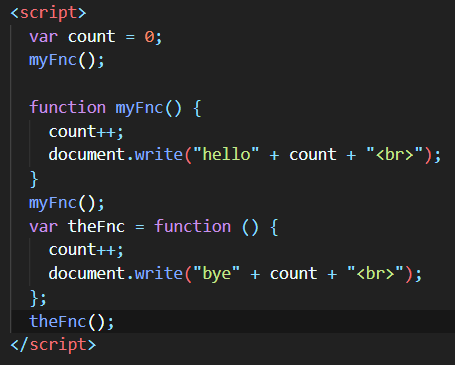 <script>
var count = 0;
myFnc();
function myFnc() {
count++;
document.write("hello" + count + "<br>");
}
myFnc();
var theFnc = function () {
count++;
document.write("bye" + count + "<br>");
};
theFnc();
</script>